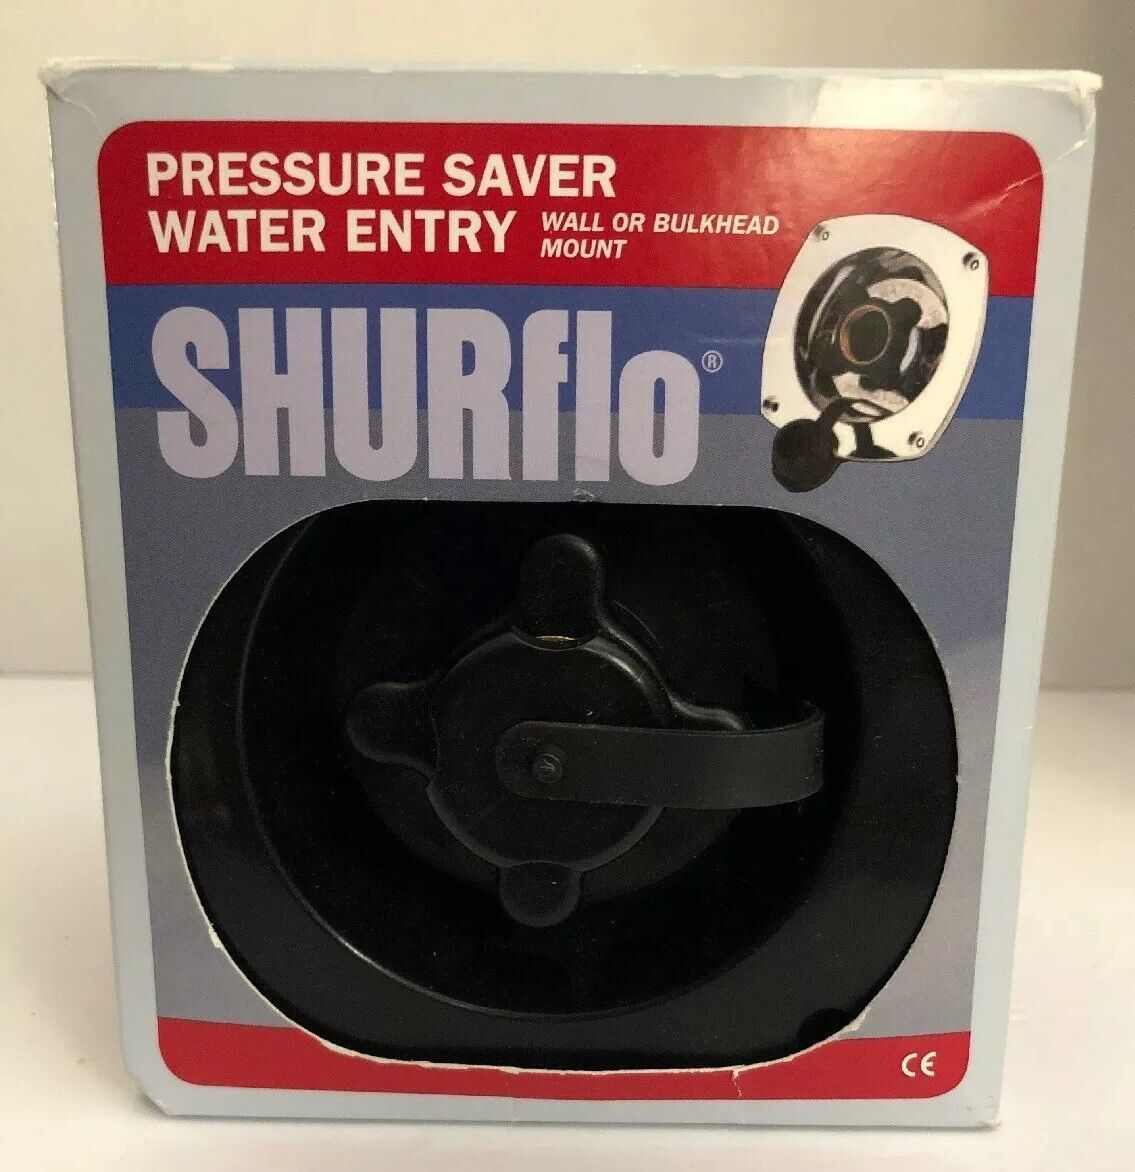 PRESSURE SAVER
WATER ENTRY WALL OR BULKHEAD
MOUNT
SHURflo®
CE